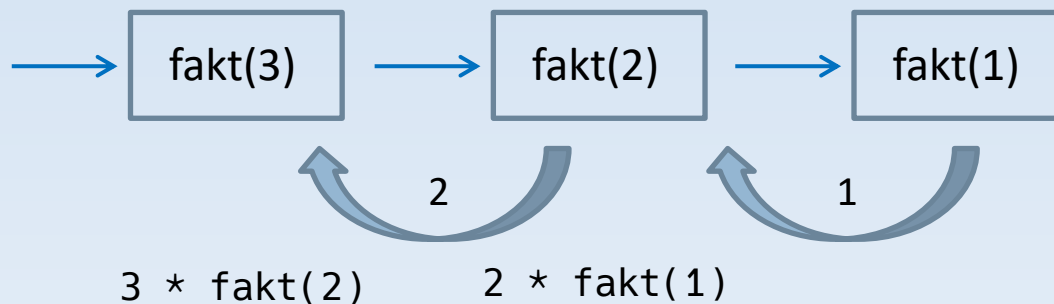 fakt(3) fakt(2) fakt(1)
2 1
3 * fakt(2) 2 * fakt(1)